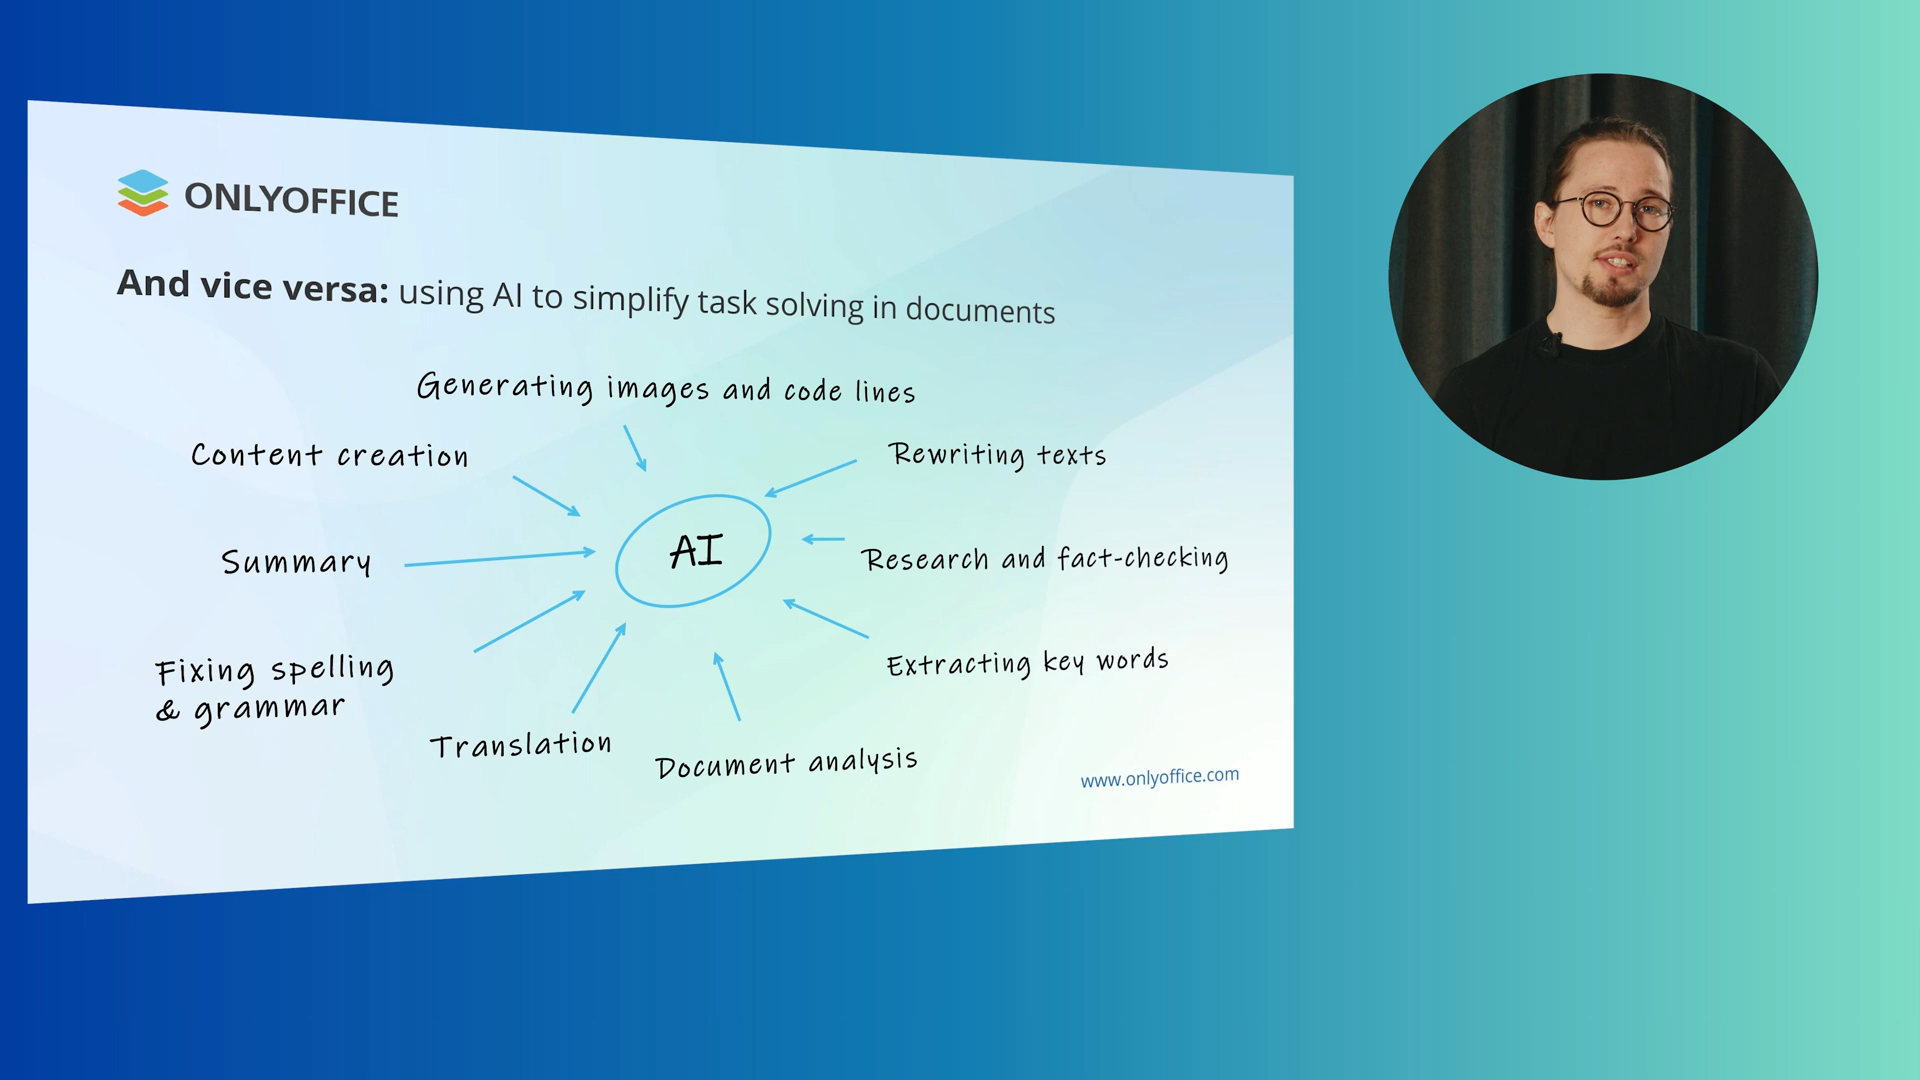 ONLYOFFICE
And vice versa: using AI to simplify task solving in documents
Generating images and code lines
Content creation
Rewriting texts
AI
Summary
Research and fact-checking
Fixing spelling
& grammar
Extracting key words
Translation
Document analysis
www.onlyoffice.com